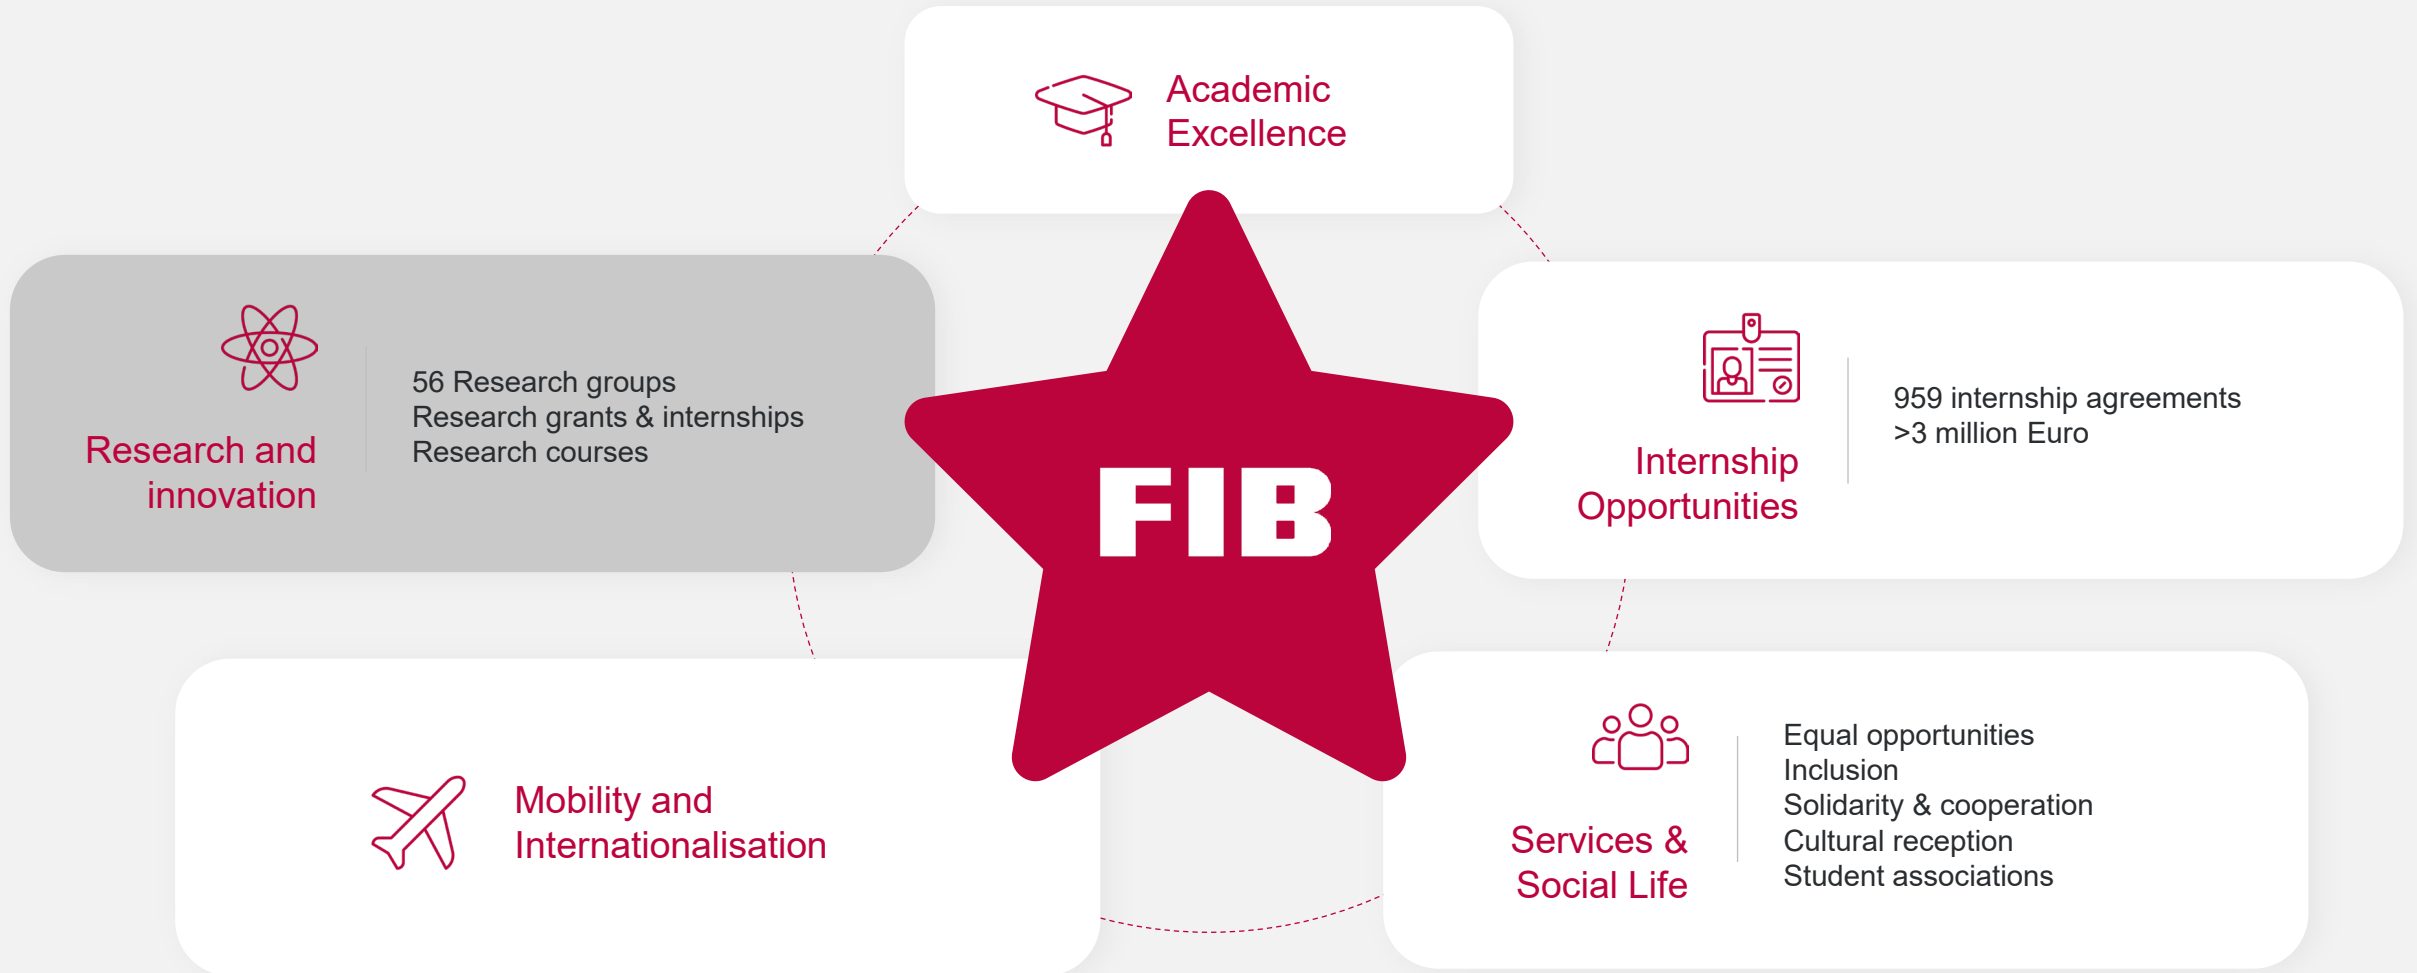 Academic
Excellence
Research and
innovation
56 Research groups
Research grants & internships
Research courses
FIB
Internship
Opportunities
959 internship agreements
>3 million Euro
Mobility and
Internationalisation
Services &
Social Life
Equal opportunities
Inclusion
Solidarity & cooperation
Cultural reception
Student associations